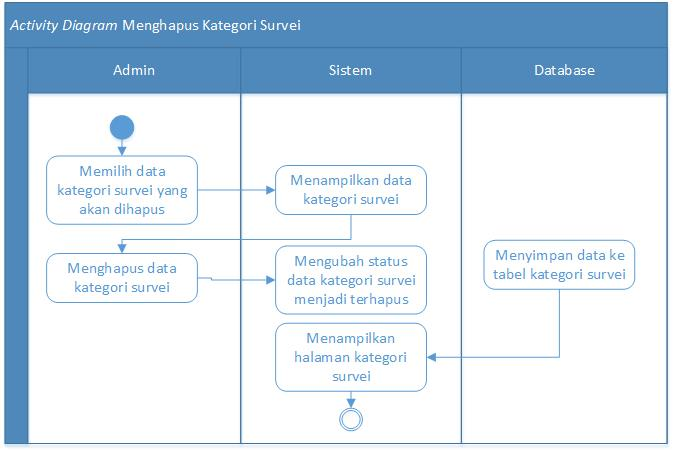 Activity Diagram Menghapus Kategori Survei
Admin
Sistem
Database
Memilih data
kategori survei yang
akan dihapus
Menampilkan data
kategori survei
Menghapus data
kategori survei
Mengubah status
data kategori survei
menjadi terhapus
Menyimpan data ke
tabel kategori survei
Menampilkan
halaman kategori
survei